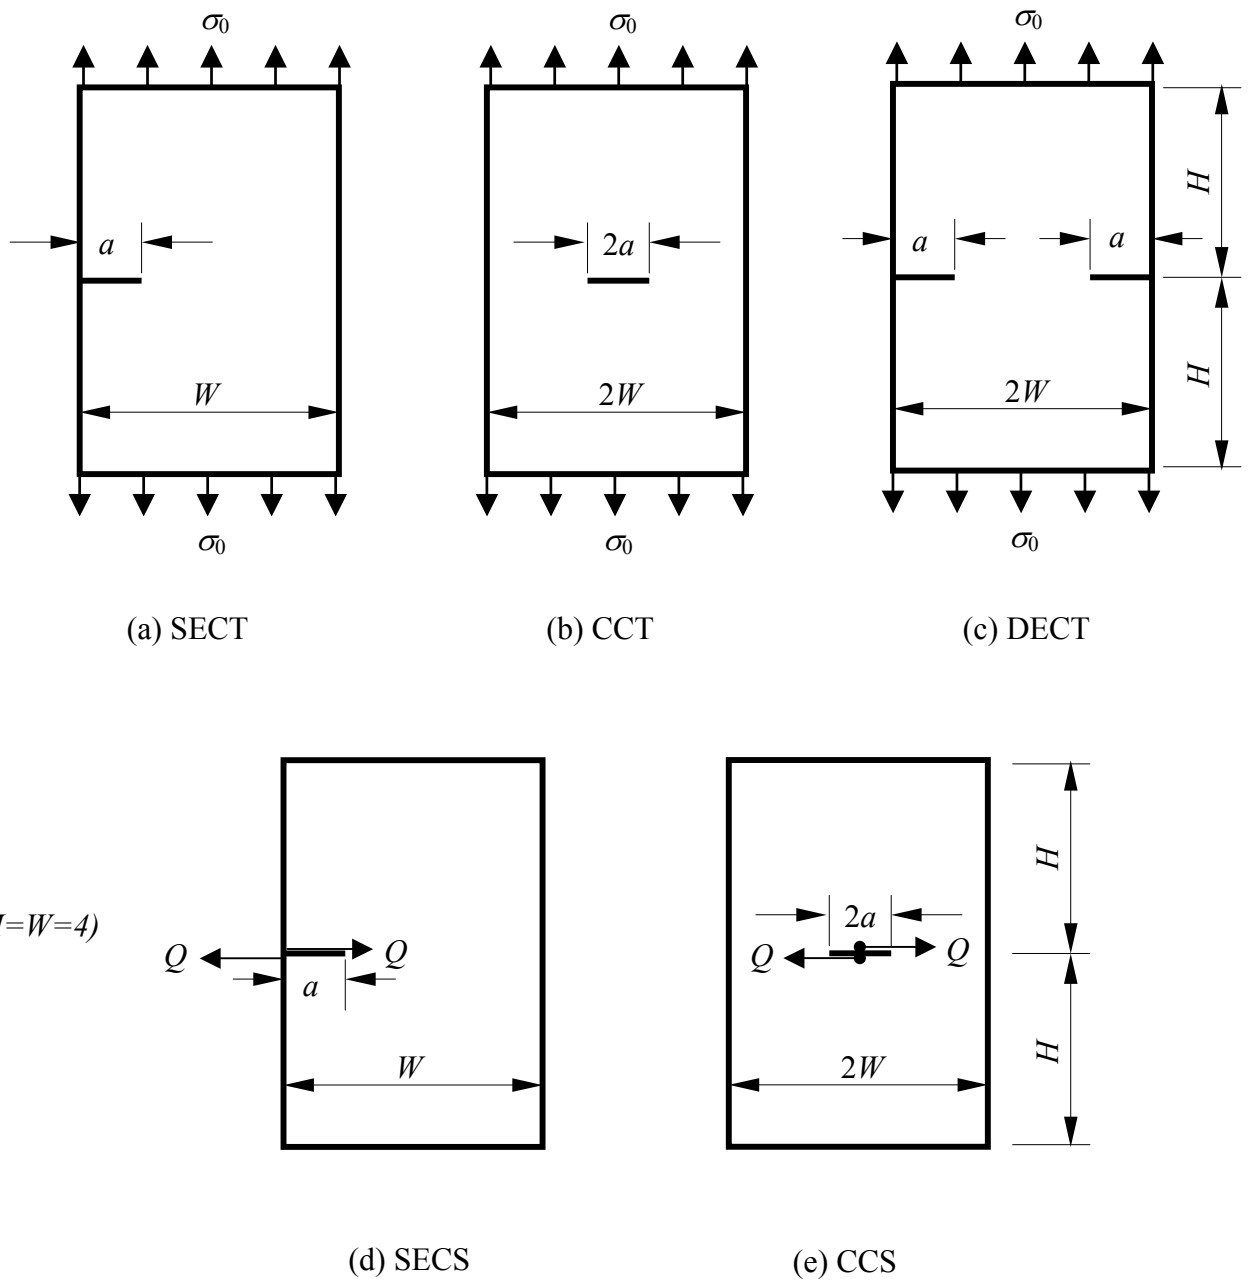 σ0 σ0 σ0
a 2a a a H
W 2W 2W H
σ0 σ0 σ0
(a) SECT (b) CCT (c) DECT
H
2a
=W=4) Q Q Q Q
a
W 2W H
(d) SECS (e) CCS